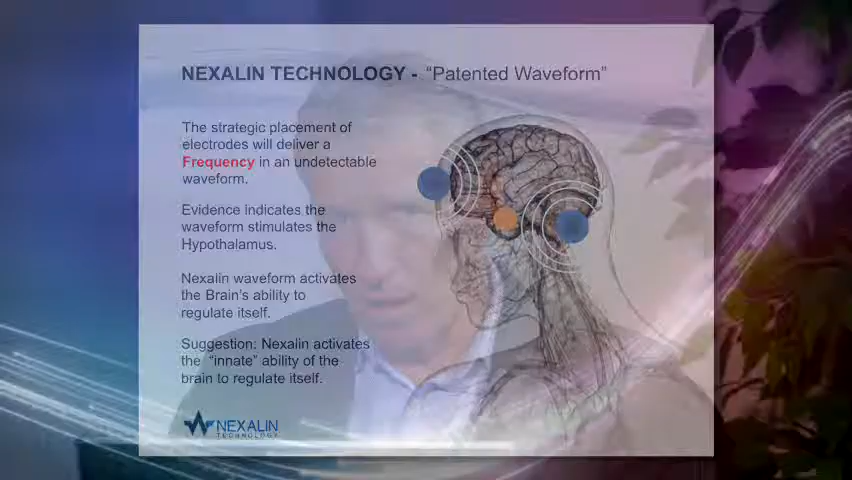 NEXALIN TECHNOLOGY - “Patented Waveform”
The strategic placement of
electrodes will deliver a
Frequency in an undetectable
waveform.
Evidence indicates the
waveform stimulates the
Hypothalamus.
Nexalin waveform activates
the Brain's ability to
regulate itself.
Suggestion: Nexalin activates
the “innate” ability of the
brain to regulate itself.
NEXALIN
TECHNOLOGY